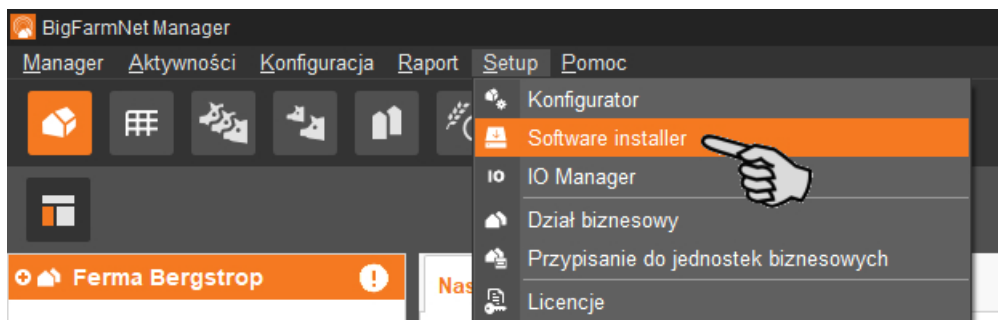 BigFarmNet Manager
Manager Aktywności Konfiguracja Raport Setup Pomoc
Konfigurator
Software installer
IO IO Manager
Dział biznesowy
Przypisanie do jednostek biznesowych
Licencje
Ferma Bergstrop
Nas